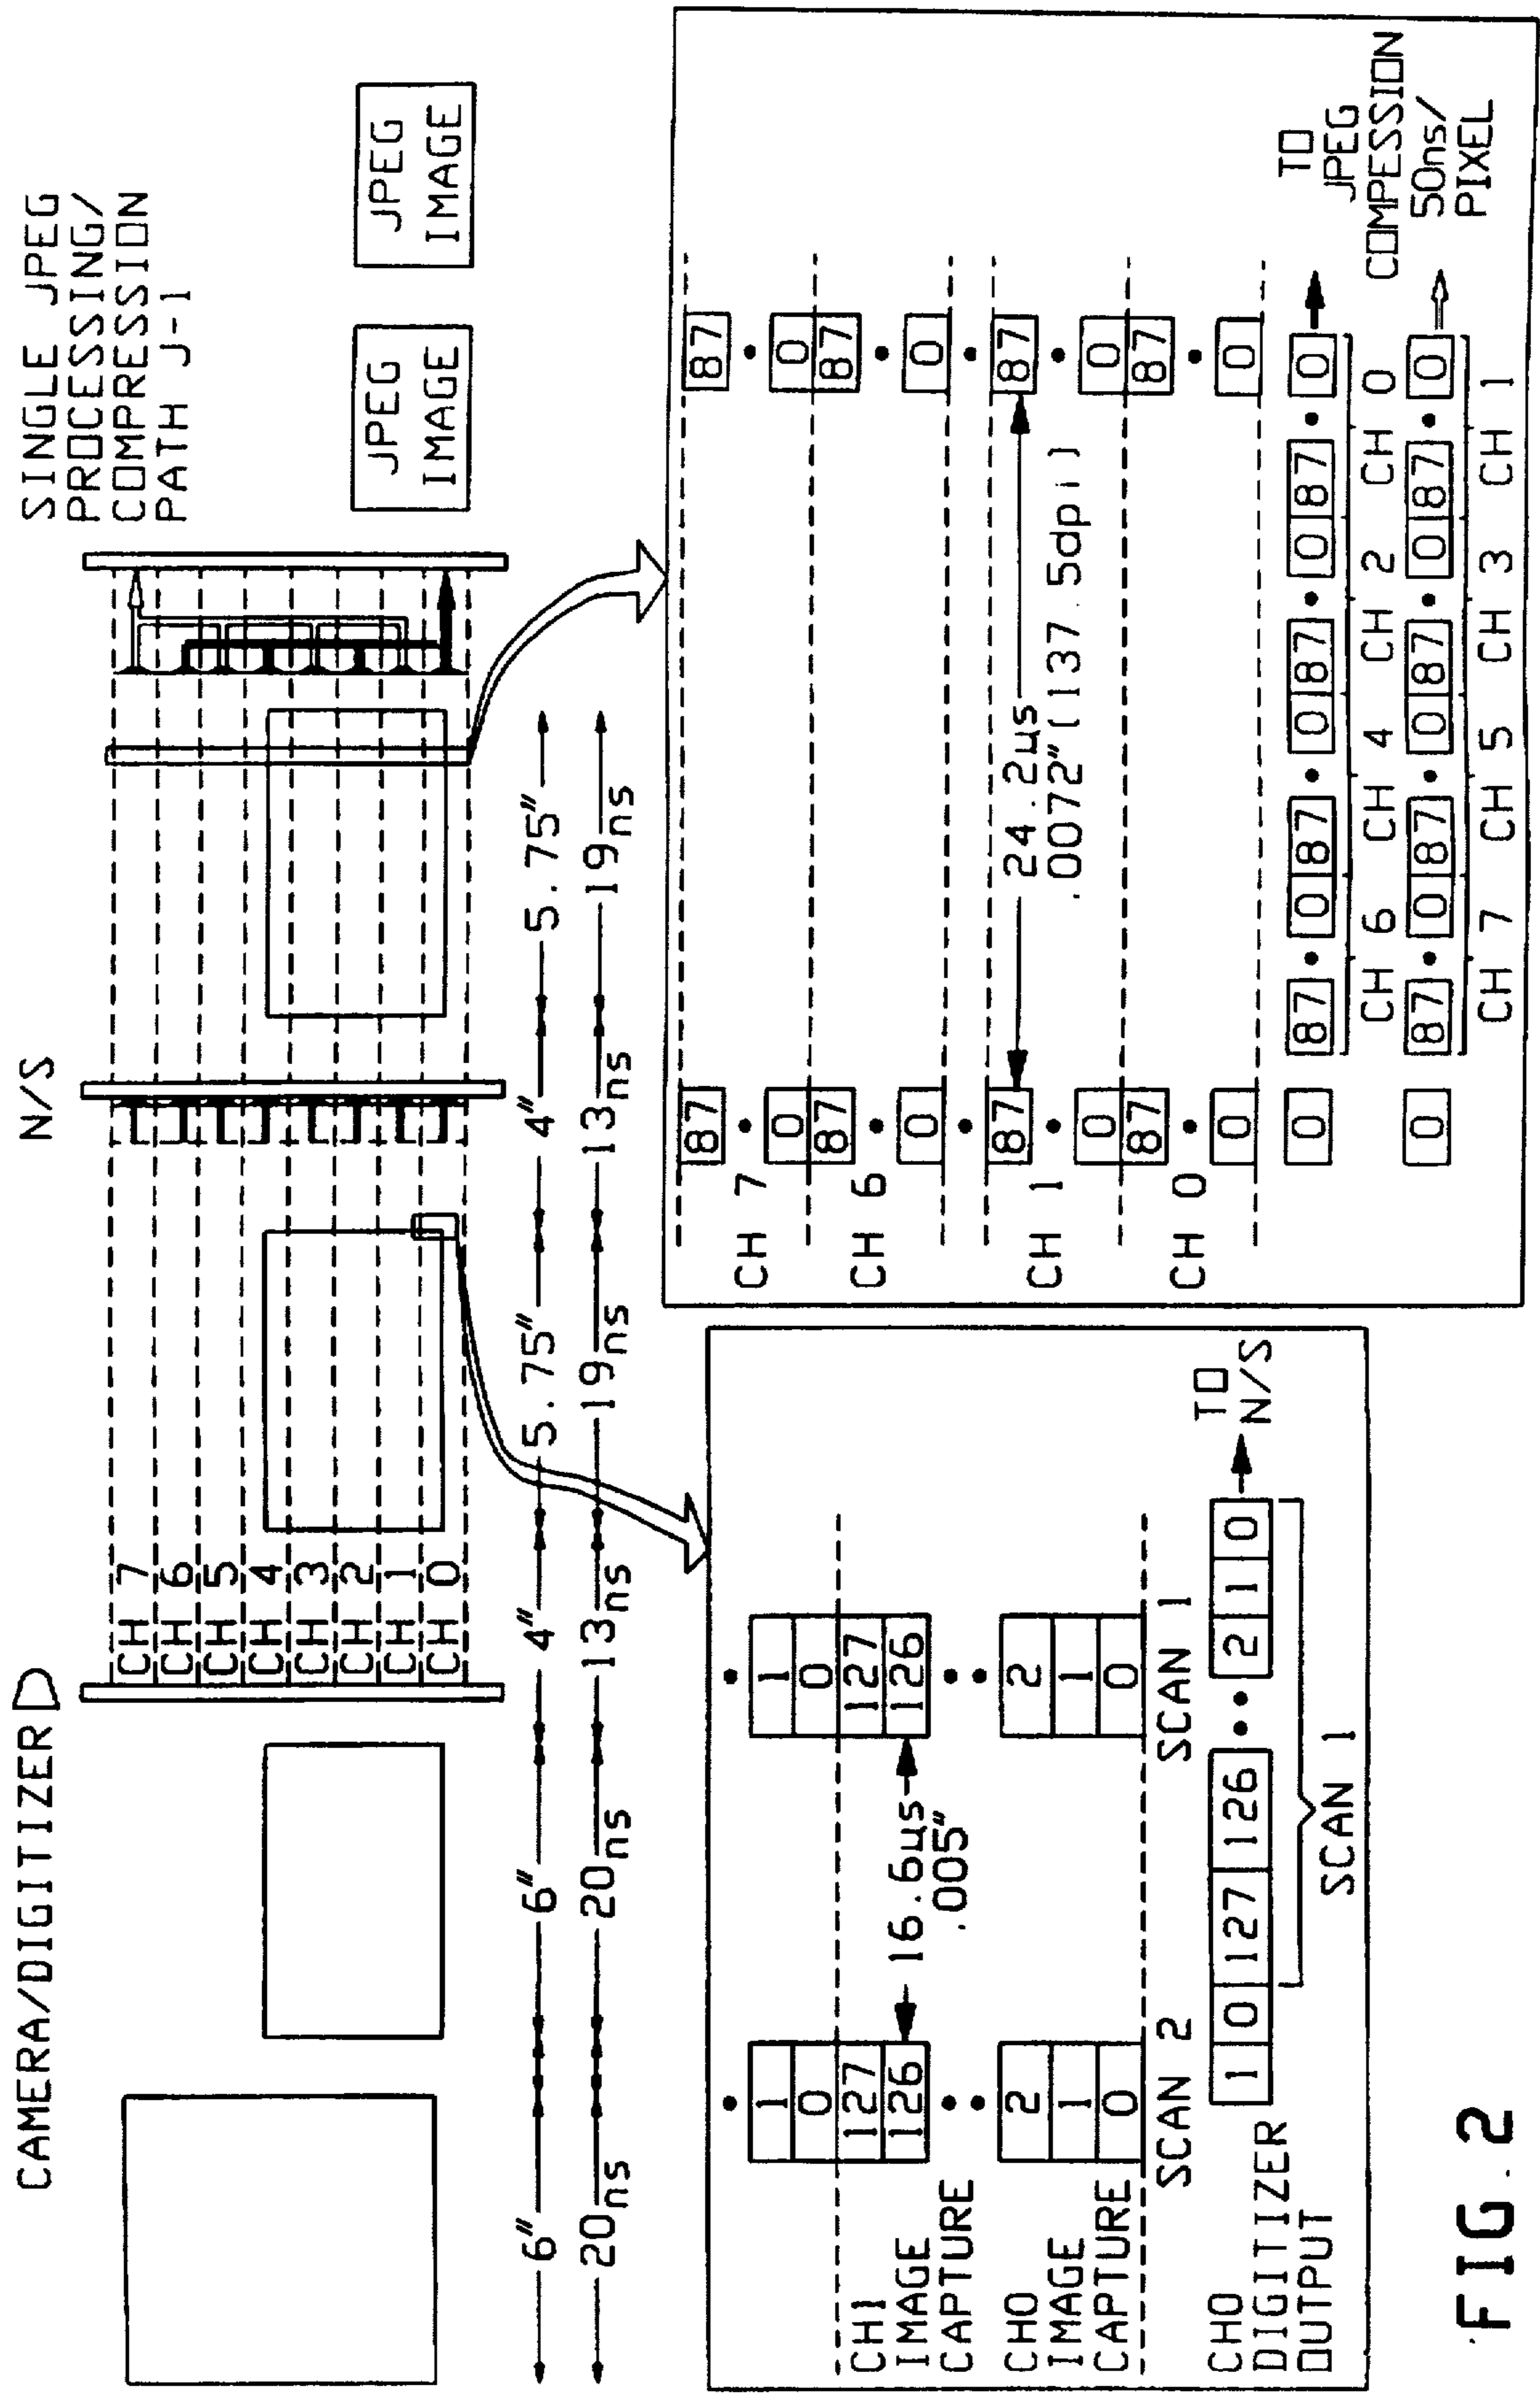 CAMERA/DIGITIZER
N/S
SINGLE JPEG
PROCESSING/
COMPRESSION
PATH J-1
CH 7
CH 6
CH 5
CH 4
CH 3
CH 2
CH 1
CH 0
JPEG
IMAGE
JPEG
IMAGE
6" 6" 4" 5.75" 4" 5.75"
20ns 20ns 13ns 19ns 13ns 19ns
CH1
IMAGE
CAPTURE
CH0
IMAGE
CAPTURE
1
0
127
126
2
1
0
SCAN 2
16.6µs
.005"
1
0
127
126
2
1
0
SCAN 1
CH0
DIGITIZER
OUTPUT
1 0 127 126 2 1 0
TO
N/S
SCAN 1
CH 7
CH 6
CH 1
CH 0
87
0
87
0
87
0
87
0
24.2µs
.0072" (137.5dpi)
87
0
87
0
87
0
87
0
0 87 0 87 0 87 0 87 0
CH 6 CH 4 CH 2 CH 0
TO
JPEG
COMPESSION
0 87 0 87 0 87 0 87 0
CH 7 CH 5 CH 3 CH 1
50ns/
PIXEL
FIG. 2